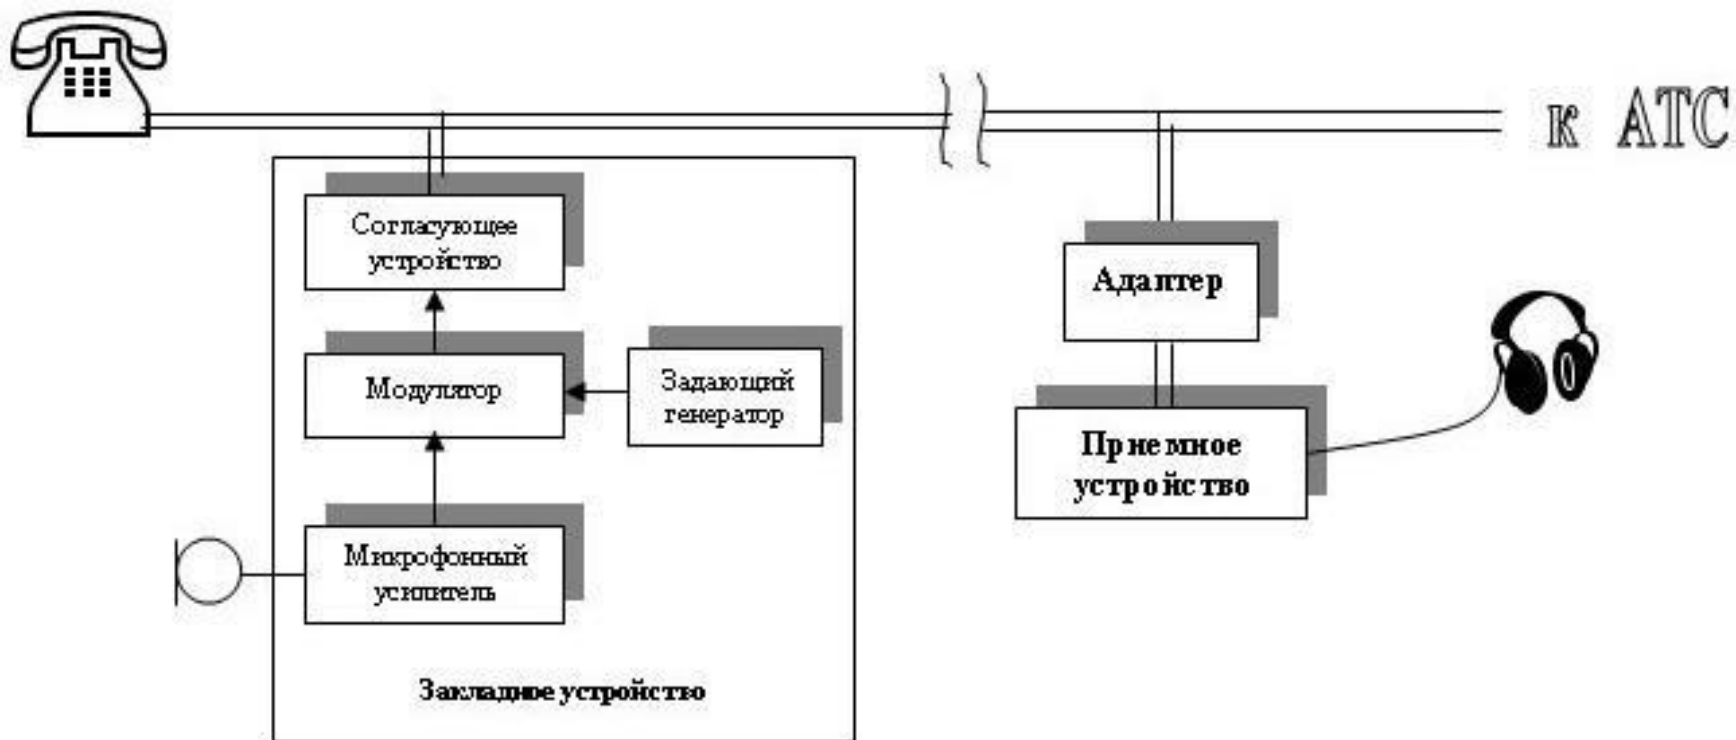 к АТС
Согласующее
устройство
Адаптер
Модулятор
Задающий
генератор
Приемное
устройство
Микрофонный
усилитель
Закладное устройство